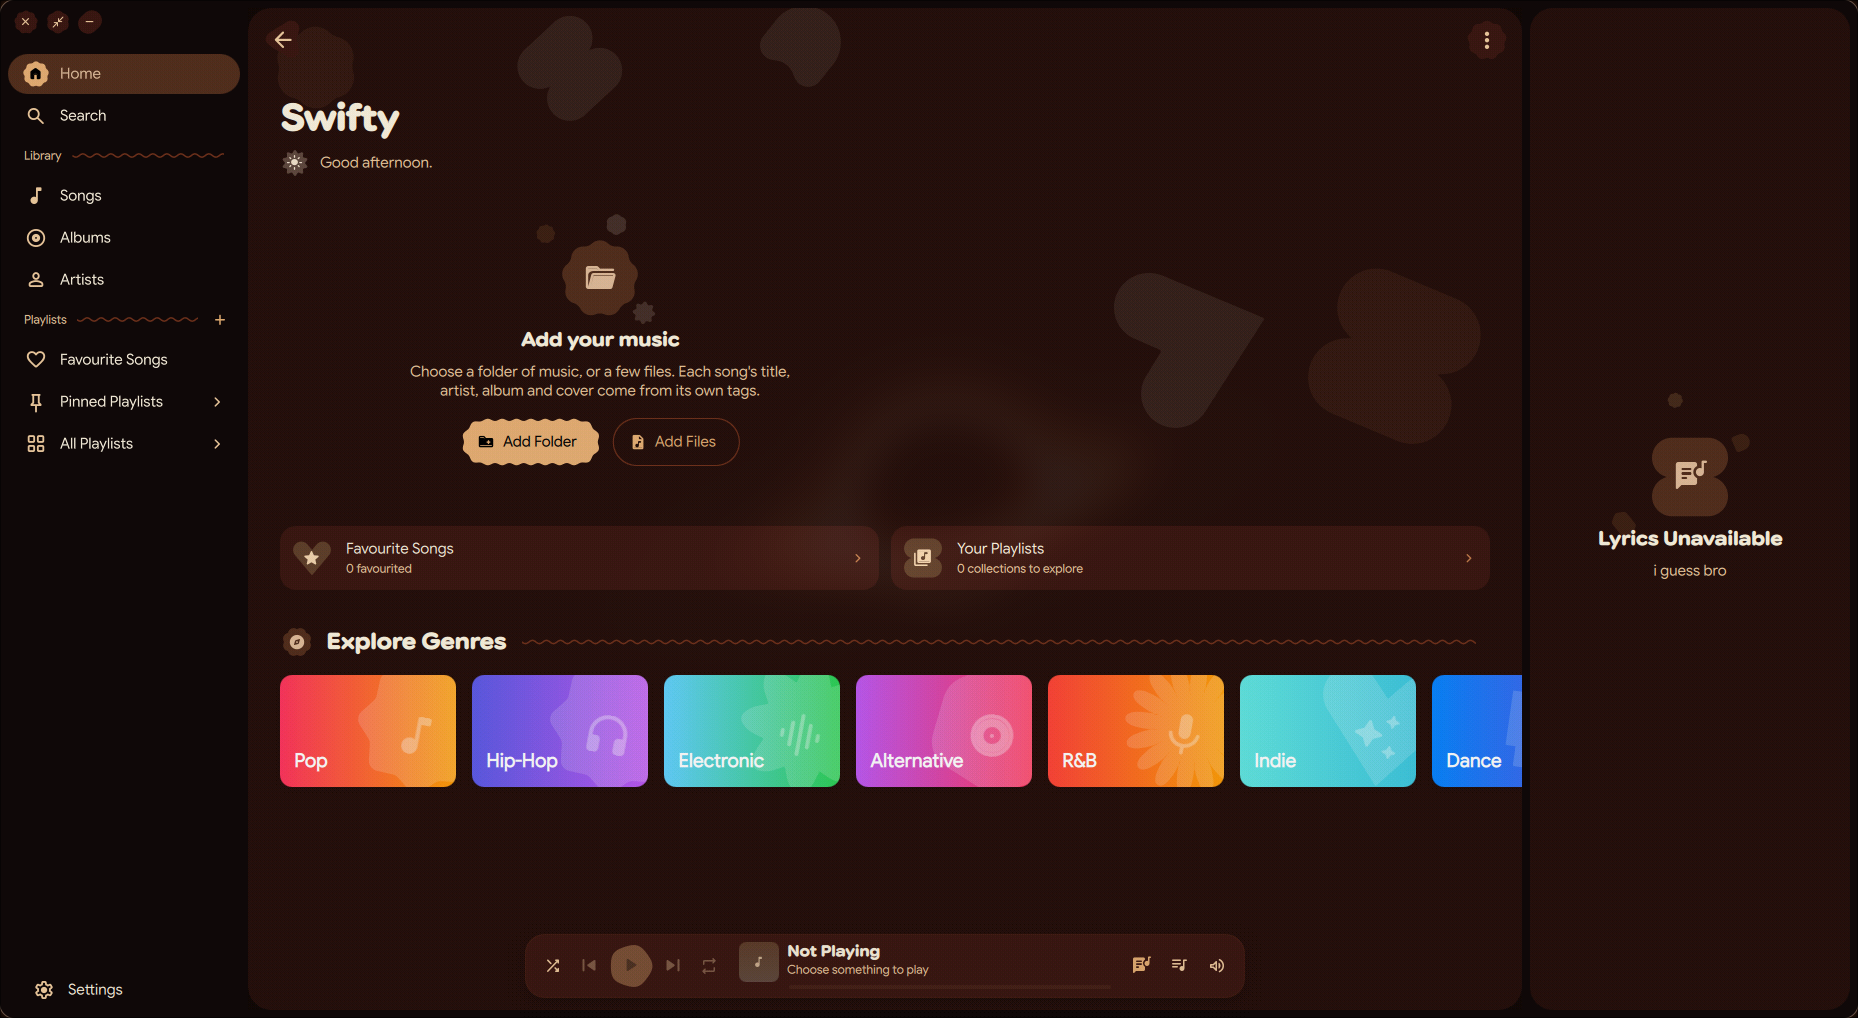 Home
Search
Library
Songs
Albums
Artists
Playlists
Favourite Songs
Pinned Playlists
All Playlists
Settings
Swifty
Good afternoon.
Add your music
Choose a folder of music, or a few files. Each song's title,
artist, album and cover come from its own tags.
Add Folder
Add Files
Favourite Songs
0 favourited
Your Playlists
0 collections to explore
Explore Genres
Pop
Hip-Hop
Electronic
Alternative
R&B
Indie
Dance
Not Playing
Choose something to play
Lyrics Unavailable
i guess bro